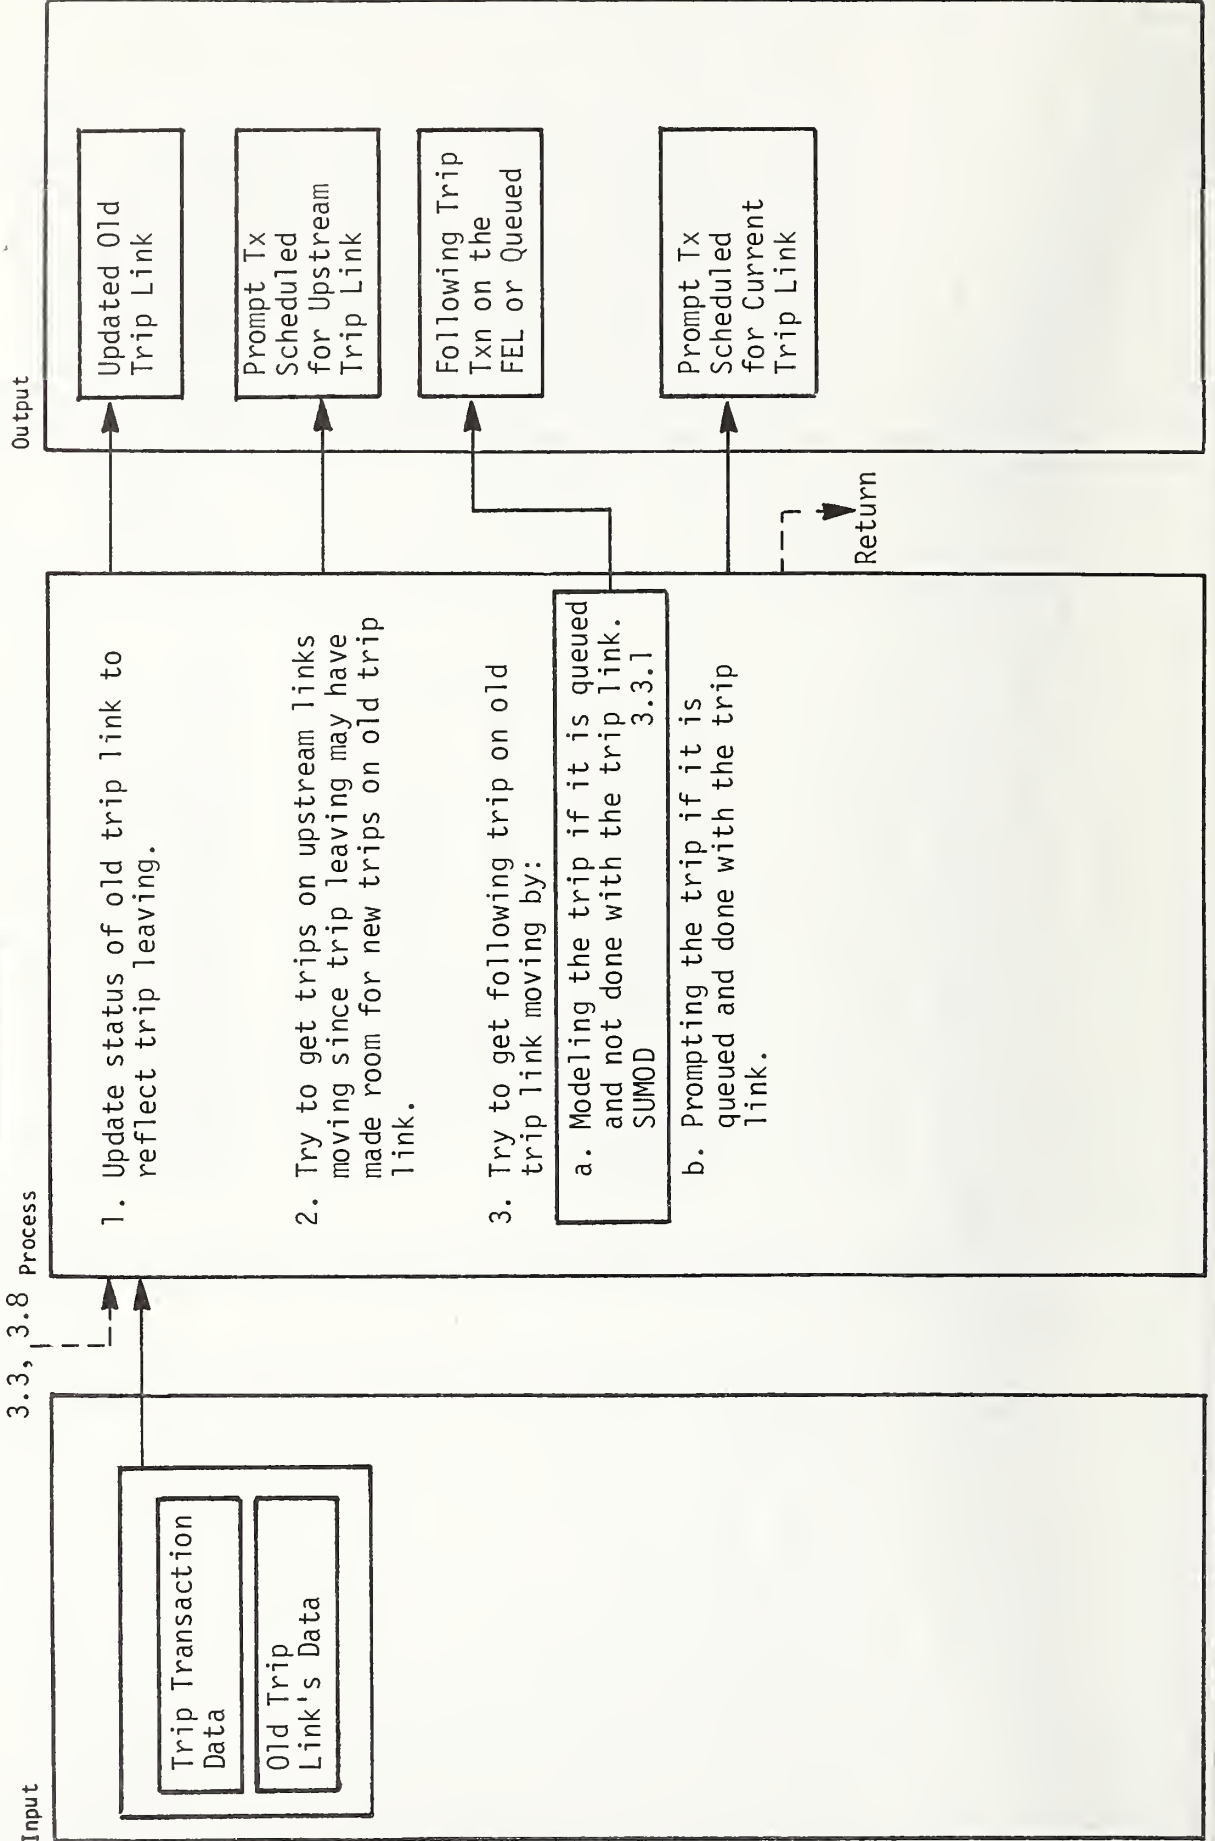 Input
Trip Transaction
Data
Old Trip
Link's Data
3.3, 3.8
Process
1. Update status of old trip link to
reflect trip leaving.
2. Try to get trips on upstream links
moving since trip leaving may have
made room for new trips on old trip
link.
3. Try to get following trip on old
trip link moving by:
a. Modeling the trip if it is queued
and not done with the trip link.
SUMOD 3.3.1
b. Prompting the trip if it is
queued and done with the trip
link.
Return
Output
Updated Old
Trip Link
Prompt Tx
Scheduled
for Upstream
Trip Link
Following Trip
Txn on the
FEL or Queued
Prompt Tx
Scheduled
for Current
Trip Link